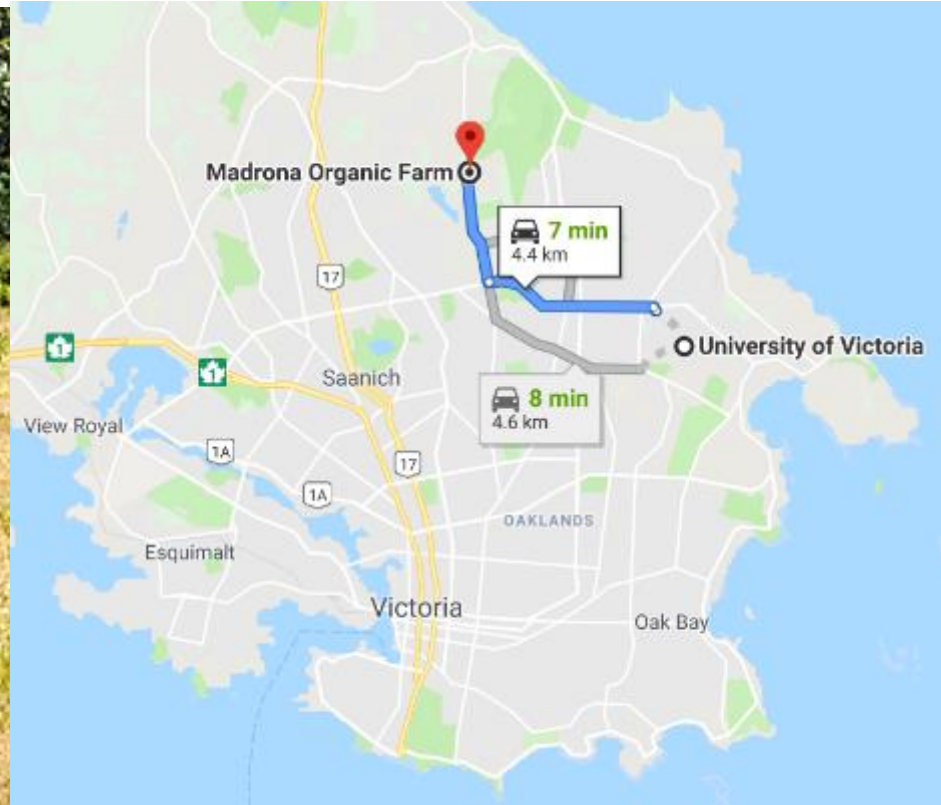 Madrona Organic Farm
7 min
4.4 km
17
University of Victoria
1
1
Saanich
8 min
4.6 km
View Royal
1A
17
1A
OAKLANDS
Esquimalt
Victoria
Oak Bay